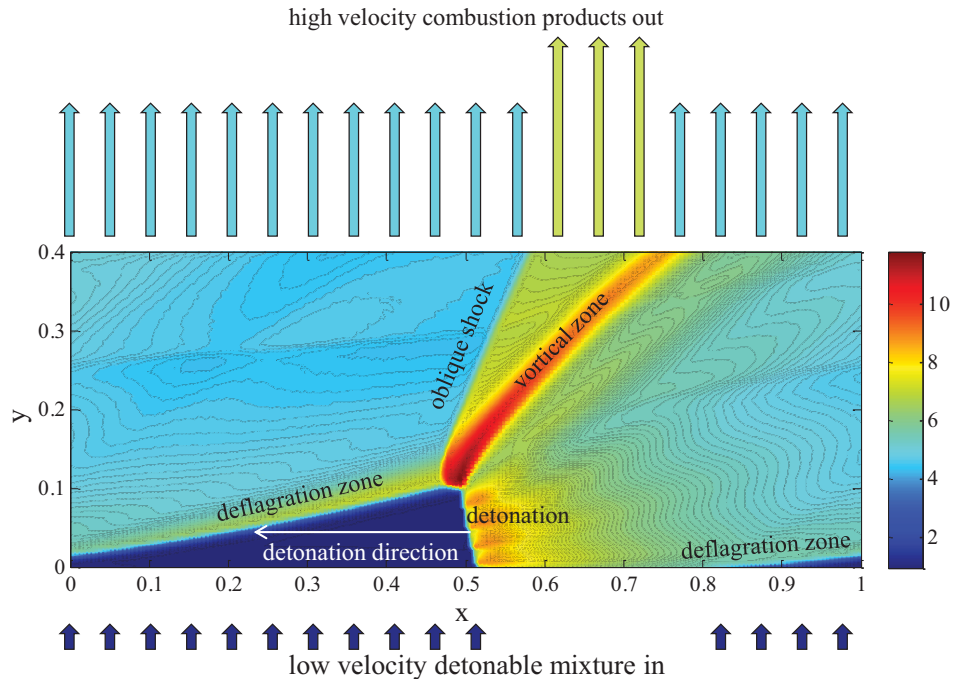 high velocity combustion products out
0.4
0.3
0.2
0.1
0
y
oblique shock
vortical zone
deflagration zone
detonation
detonation direction
deflagration zone
10
8
6
4
2
0 0.1 0.2 0.3 0.4 0.5 0.6 0.7 0.8 0.9 1
x
low velocity detonable mixture in